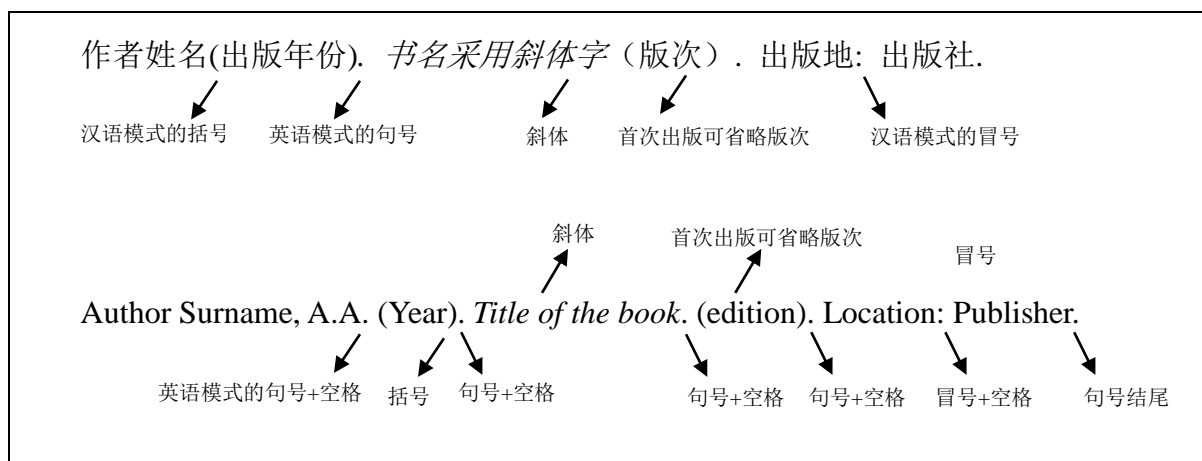 作者姓名(出版年份). 书名采用斜体字（版次）. 出版地: 出版社.
汉语模式的括号 英语模式的句号 斜体 首次出版可省略版次 汉语模式的冒号
斜体 首次出版可省略版次 冒号
Author Surname, A.A. (Year). Title of the book. (edition). Location: Publisher.
英语模式的句号+空格 括号 句号+空格 句号+空格 句号+空格 冒号+空格 句号结尾